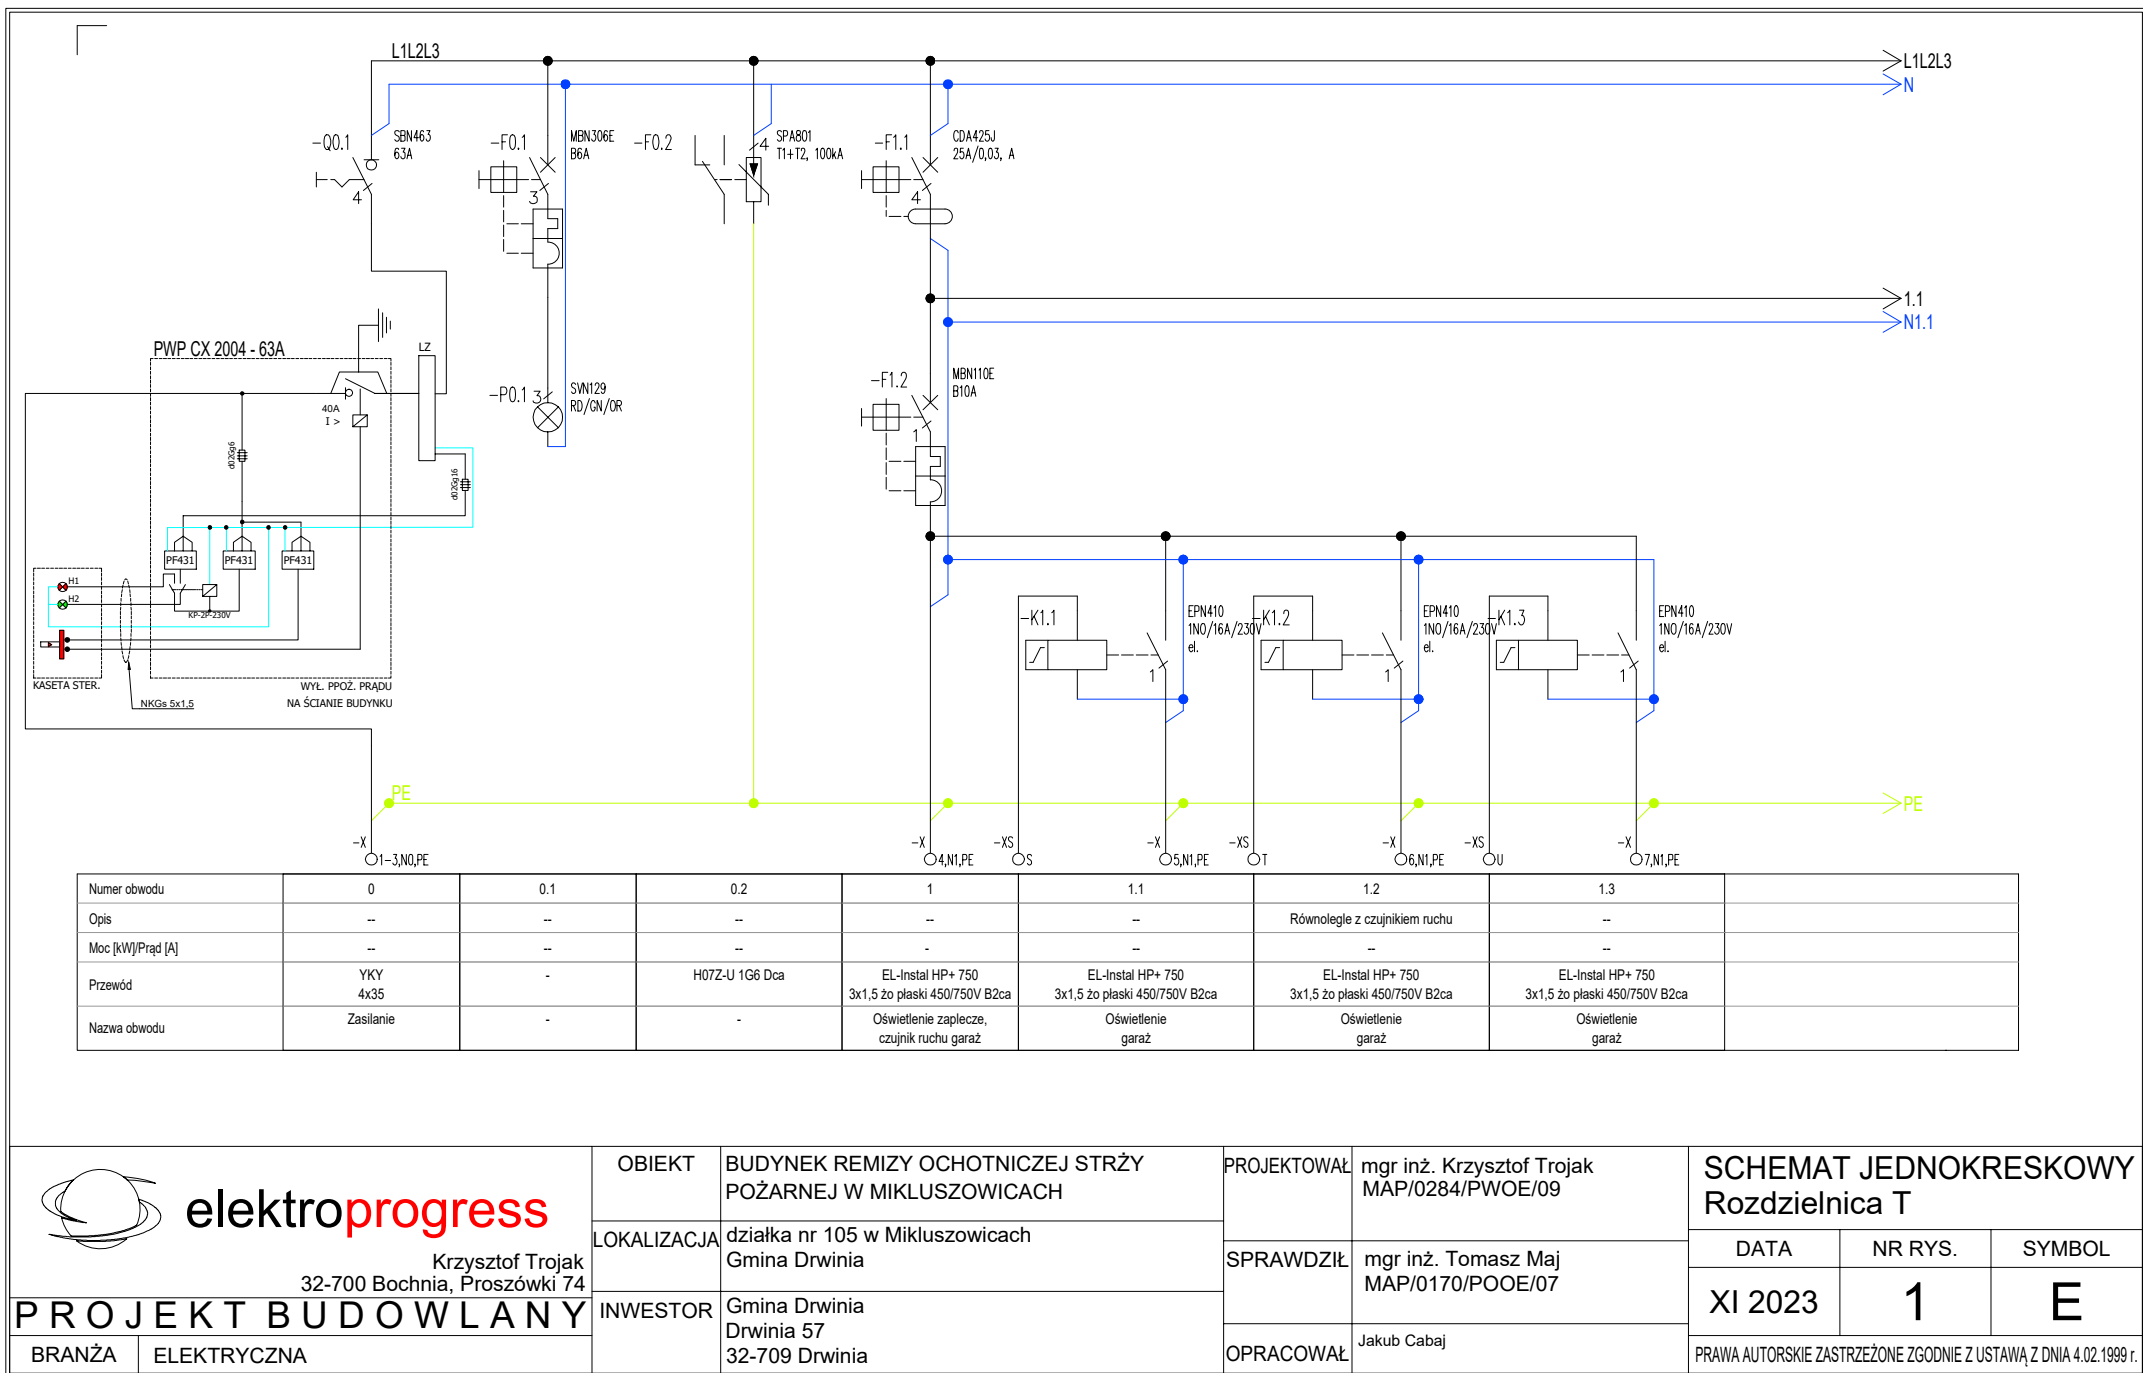 L1L2L3
L1L2L3
N
-Q0.1
SBN463
63A
4
-F0.1
MBN306E
B6A
3
-F0.2
SPA801
T1+T2, 100kA
4
-F1.1
CDA425J
25A/0,03, A
4
1.1
N1.1
PWP CX 2004 - 63A
LZ
40A
I >
d02Gg6
d02Gg16
-P0.1
3
SVN129
RD/GN/OR
-F1.2
MBN110E
B10A
1
PF431
PF431
PF431
H1
H2
KP-2P-230V
KASETA STER.
NKGs 5x1,5
WYŁ. PPOŻ. PRĄDU
NA ŚCIANIE BUDYNKU
-K1.1
EPN410
1NO/16A/230V
el.
1
-K1.2
EPN410
1NO/16A/230V
el.
1
-K1.3
EPN410
1NO/16A/230V
el.
1
PE
PE
-X
1-3,N0,PE
-X
4,N1,PE
-XS
S
-X
5,N1,PE
-XS
T
-X
6,N1,PE
-XS
U
-X
7,N1,PE
Numer obwodu 0 0.1 0.2 1 1.1 1.2 1.3
Opis -- -- -- -- -- Równolegle z czujnikiem ruchu --
Moc [kW]/Prąd [A] -- -- -- - -- -- --
Przewód
YKY
4x35
-
H07Z-U 1G6 Dca
EL-Instal HP+ 750
3x1,5 żo płaski 450/750V B2ca
EL-Instal HP+ 750
3x1,5 żo płaski 450/750V B2ca
EL-Instal HP+ 750
3x1,5 żo płaski 450/750V B2ca
EL-Instal HP+ 750
3x1,5 żo płaski 450/750V B2ca
Nazwa obwodu
Zasilanie
-
-
Oświetlenie zaplecze,
czujnik ruchu garaż
Oświetlenie
garaż
Oświetlenie
garaż
Oświetlenie
garaż
elektroprogress
Krzysztof Trojak
32-700 Bochnia, Proszówki 74
PROJEKT BUDOWLANY
BRANŻA
ELEKTRYCZNA
OBIEKT
BUDYNEK REMIZY OCHOTNICZEJ STRŻY
POŻARNEJ W MIKLUSZOWICACH
LOKALIZACJA
działka nr 105 w Mikluszowicach
Gmina Drwinia
INWESTOR
Gmina Drwinia
Drwinia 57
32-709 Drwinia
PROJEKTOWAŁ
mgr inż. Krzysztof Trojak
MAP/0284/PWOE/09
SPRAWDZIŁ
mgr inż. Tomasz Maj
MAP/0170/POOE/07
OPRACOWAŁ
Jakub Cabaj
SCHEMAT JEDNOKRESKOWY
Rozdzielnica T
DATA
NR RYS.
SYMBOL
XI 2023
1
E
PRAWA AUTORSKIE ZASTRZEŻONE ZGODNIE Z USTAWĄ Z DNIA 4.02.1999 r.